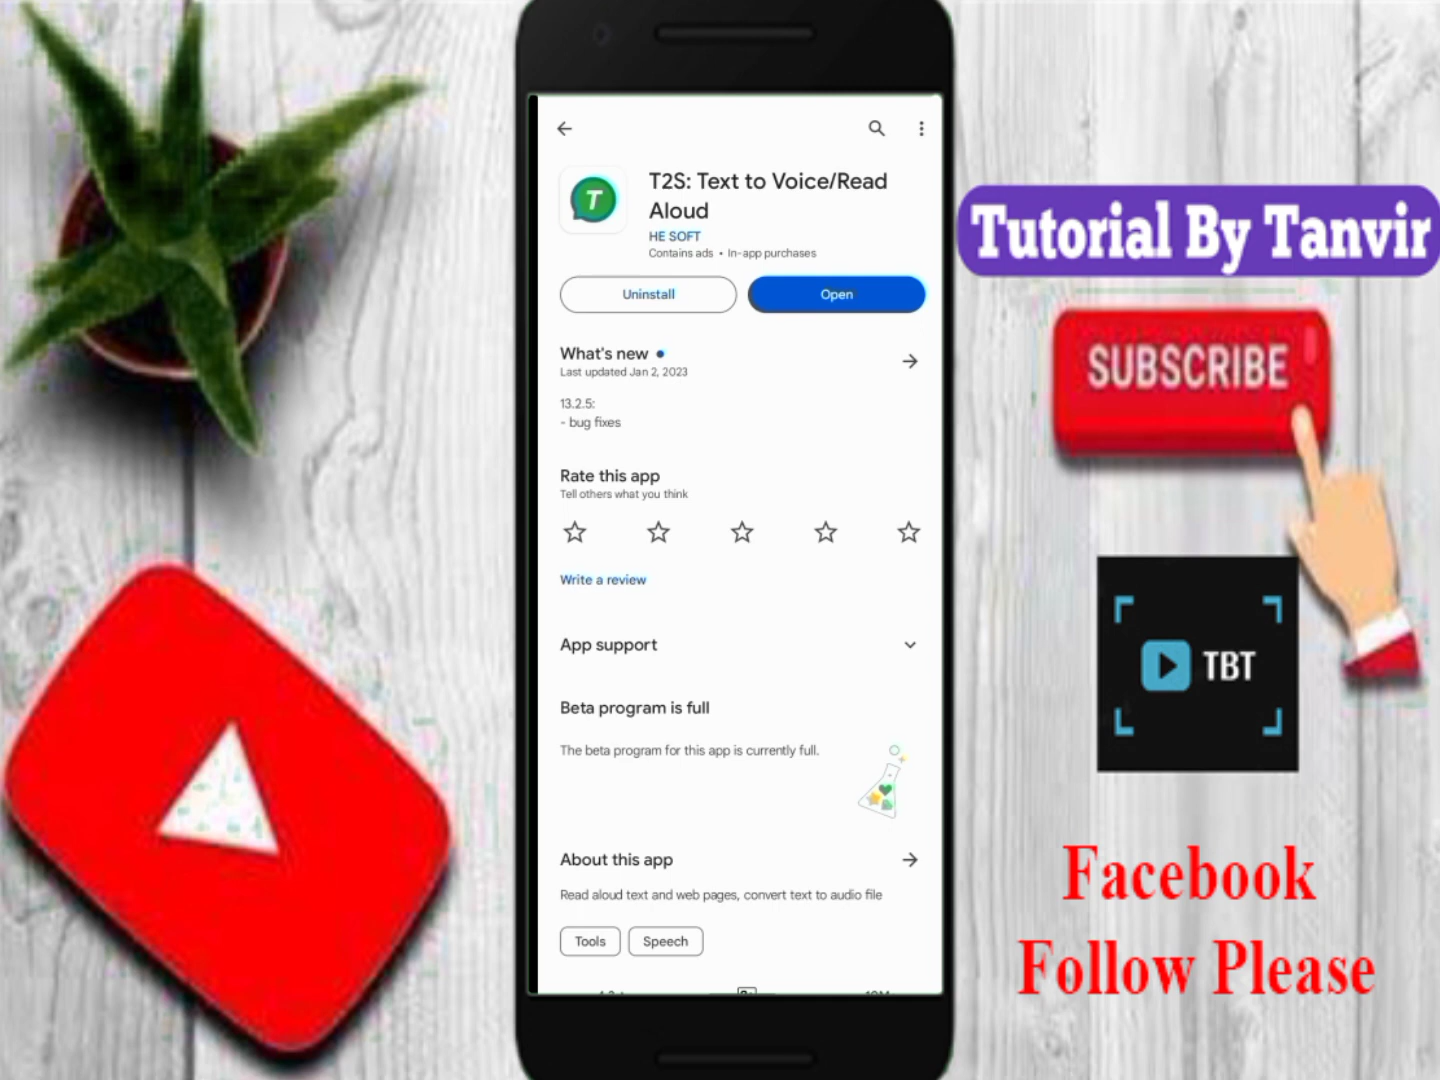 T
T2S: Text to Voice/Read
Aloud
HE SOFT
Contains ads • In-app purchases
Uninstall
Open
What's new
Last updated Jan 2, 2023
13.2.5:
- bug fixes
Rate this app
Tell others what you think
Write a review
App support
Beta program is full
The beta program for this app is currently full.
About this app
Read aloud text and web pages, convert text to audio file
Tools
Speech
Tutorial By Tanvir
SUBSCRIBE
TBT
Facebook
Follow Please